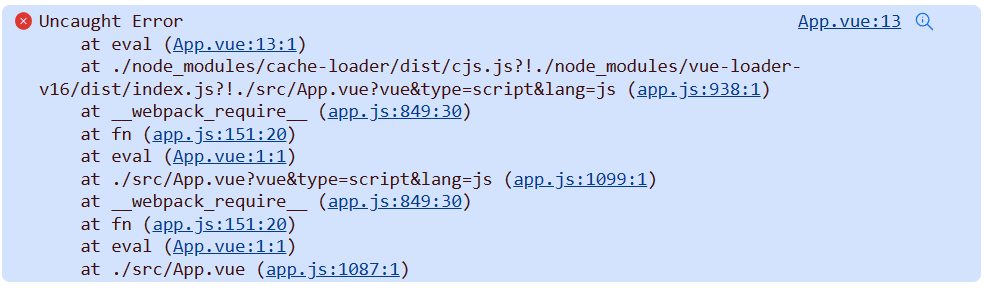 Uncaught Error App.vue:13
at eval (App.vue:13:1)
at ./node_modules/cache-loader/dist/cjs.js?!./node_modules/vue-loader-
v16/dist/index.js?!./src/App.vue?vue&type=script&lang=js (app.js:938:1)
at __webpack_require__ (app.js:849:30)
at fn (app.js:151:20)
at eval (App.vue:1:1)
at ./src/App.vue?vue&type=script&lang=js (app.js:1099:1)
at __webpack_require__ (app.js:849:30)
at fn (app.js:151:20)
at eval (App.vue:1:1)
at ./src/App.vue (app.js:1087:1)